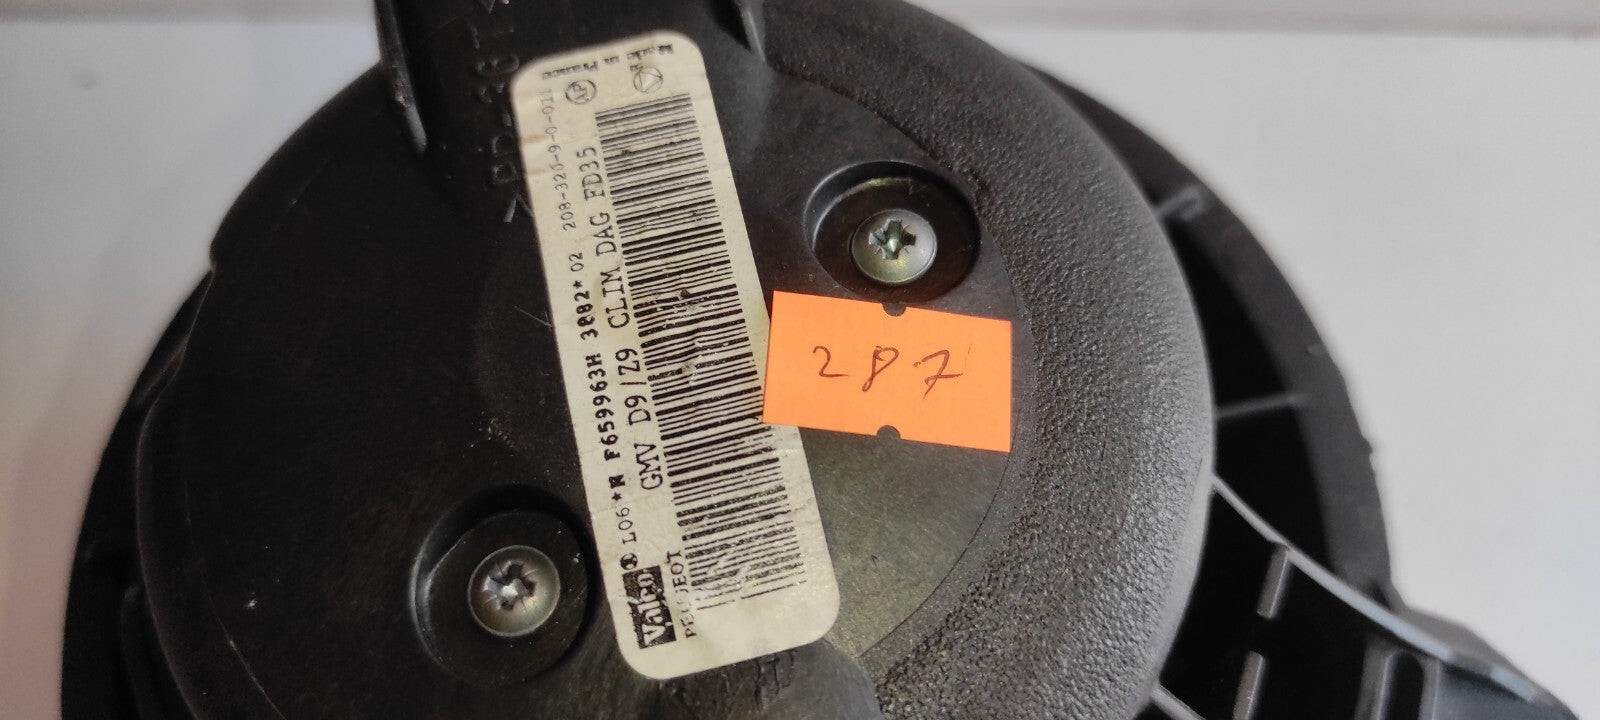 Made in France
AP
208-320-9-0-011
Valeo L06*N F659963H 3882*02
PEUGEOT GMV D9/Z9 CLIM DAG FD35
287